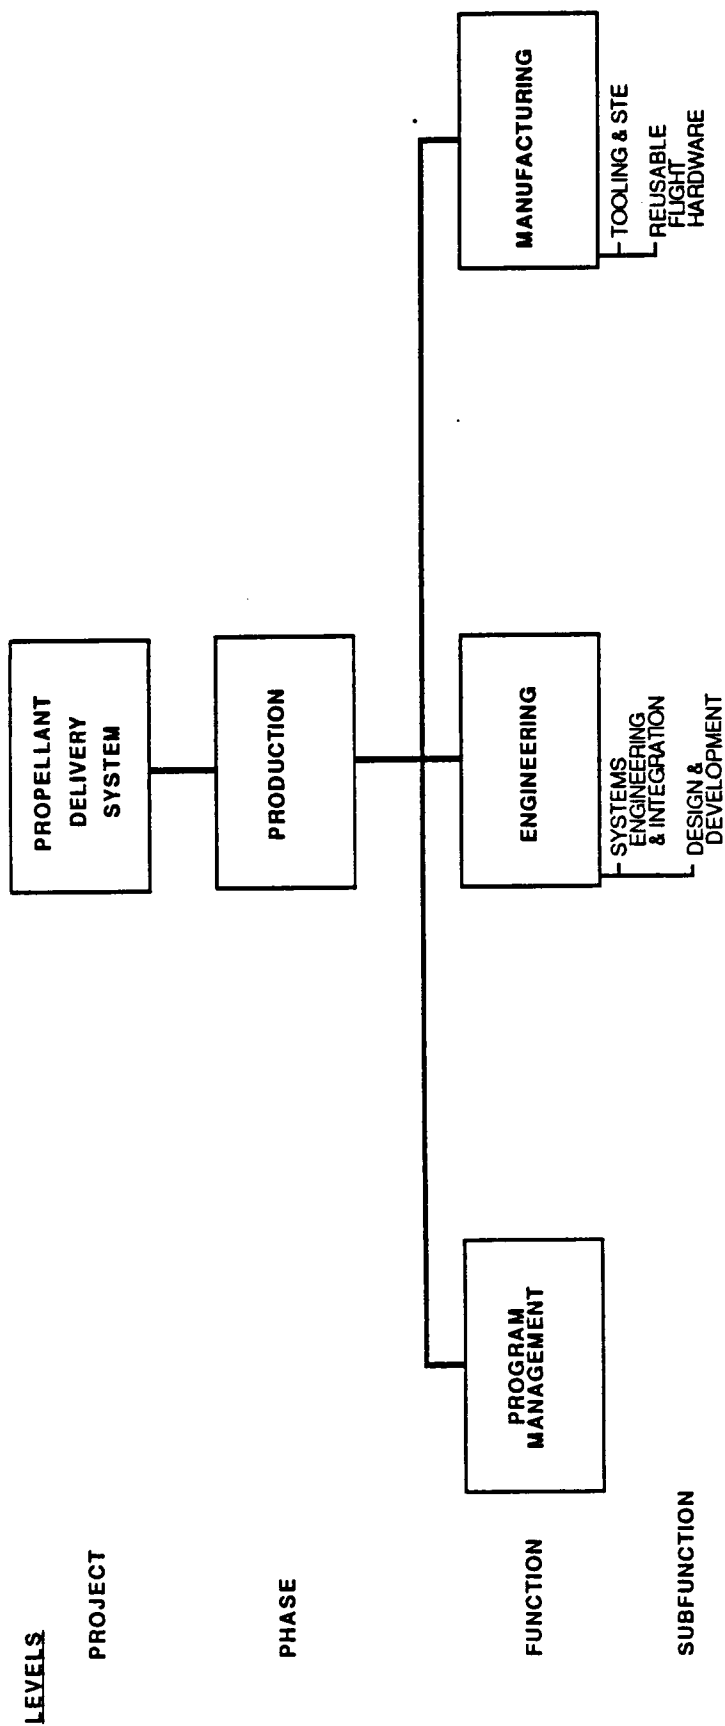 LEVELS
PROJECT
PROPELLANT
DELIVERY
SYSTEM
PHASE
PRODUCTION
FUNCTION
PROGRAM
MANAGEMENT
ENGINEERING
MANUFACTURING
SUBFUNCTION
SYSTEMS
ENGINEERING
& INTEGRATION
DESIGN &
DEVELOPMENT
TOOLING & STE
REUSABLE
FLIGHT
HARDWARE